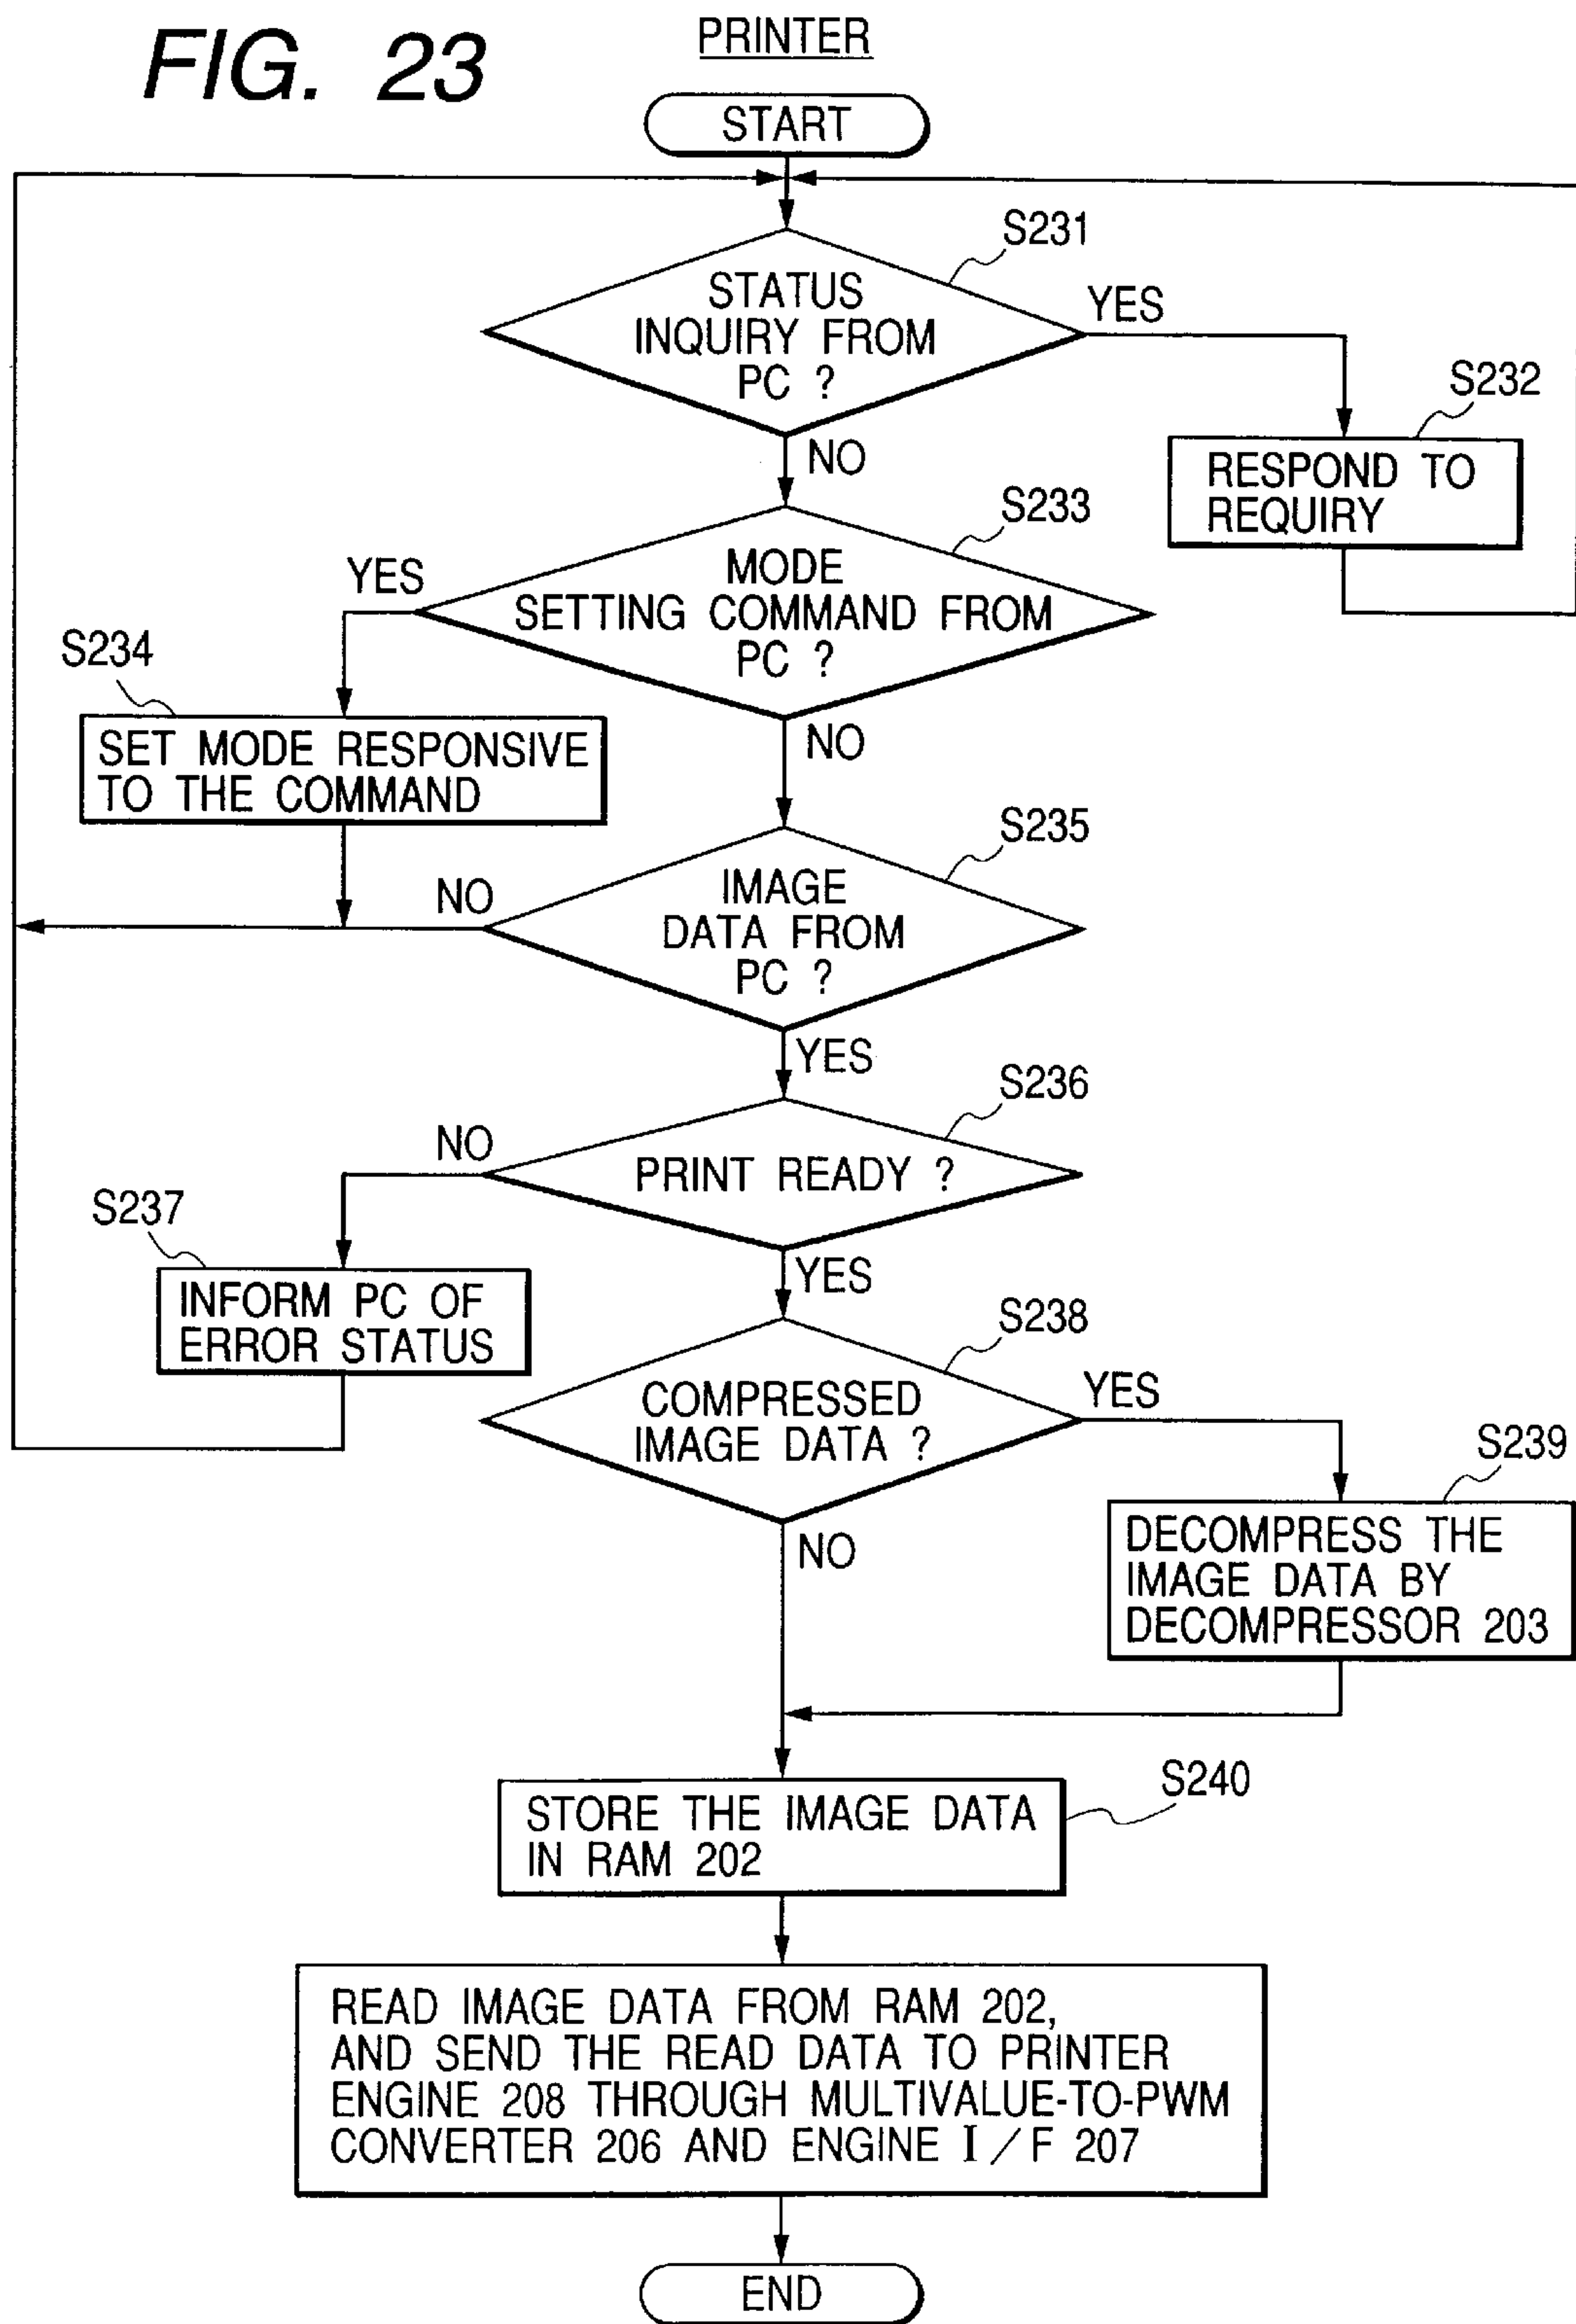 FIG. 23
PRINTER
START
S231
STATUS
INQUIRY FROM
PC ?
YES
NO
S232
RESPOND TO
REQUIRY
S233
MODE
SETTING COMMAND FROM
PC ?
YES
NO
S234
SET MODE RESPONSIVE
TO THE COMMAND
S235
IMAGE
DATA FROM
PC ?
NO
YES
S236
PRINT READY ?
NO
YES
S237
INFORM PC OF
ERROR STATUS
S238
COMPRESSED
IMAGE DATA ?
YES
NO
S239
DECOMPRESS THE
IMAGE DATA BY
DECOMPRESSOR 203
S240
STORE THE IMAGE DATA
IN RAM 202
READ IMAGE DATA FROM RAM 202,
AND SEND THE READ DATA TO PRINTER
ENGINE 208 THROUGH MULTIVALUE-TO-PWM
CONVERTER 206 AND ENGINE I/F 207
END